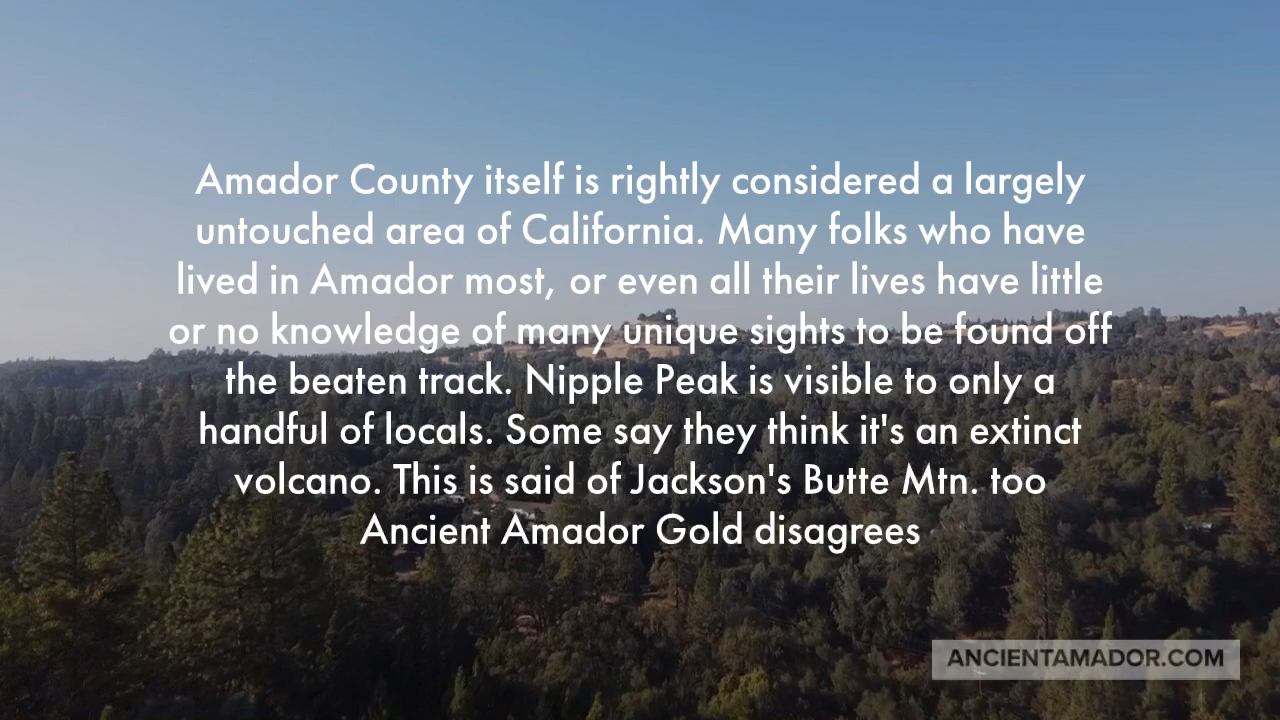 Amador County itself is rightly considered a largely
untouched area of California. Many folks who have
lived in Amador most, or even all their lives have little
or no knowledge of many unique sights to be found off
the beaten track. Nipple Peak is visible to only a
handful of locals. Some say they think it's an extinct
volcano. This is said of Jackson's Butte Mtn. too
Ancient Amador Gold disagrees
ANCIENTAMADOR.COM